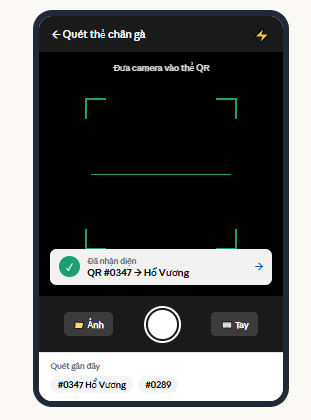 ← Quét thẻ chân gà ⚡
Đưa camera vào thẻ QR
Đã nhận diện
QR #0347 → Hổ Vương →
Ảnh
Tay
Quét gần đây
#0347 Hổ Vương
#0289